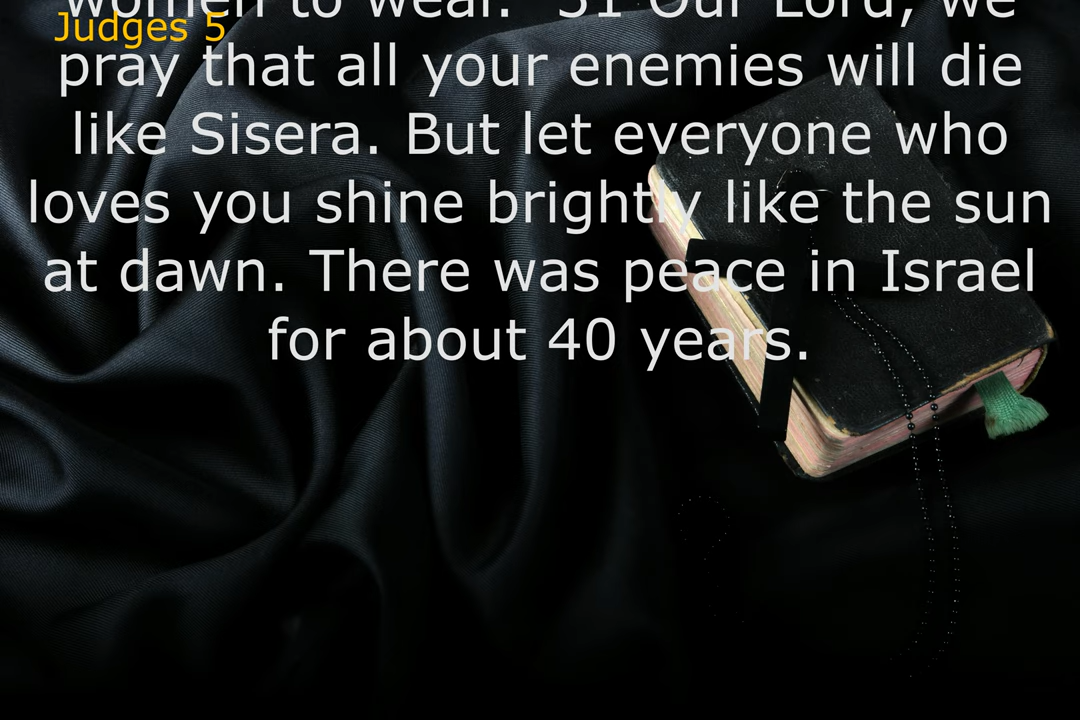 women to wear." 31 Our Lord, we
Judges 5
pray that all your enemies will die
like Sisera. But let everyone who
loves you shine brightly like the sun
at dawn. There was peace in Israel
for about 40 years.